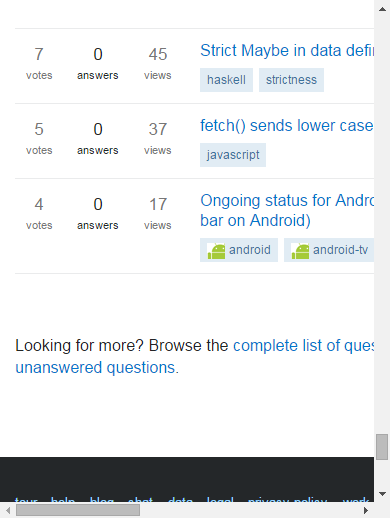 7 0 45 Strict Maybe in data defi
votes answers views haskell strictness
5 0 37 fetch() sends lower case
votes answers views javascript
4 0 17 Ongoing status for Andro
votes answers views bar on Android)
android android-tv
Looking for more? Browse the complete list of ques
unanswered questions.
tour help blog chat data legal privacy policy work